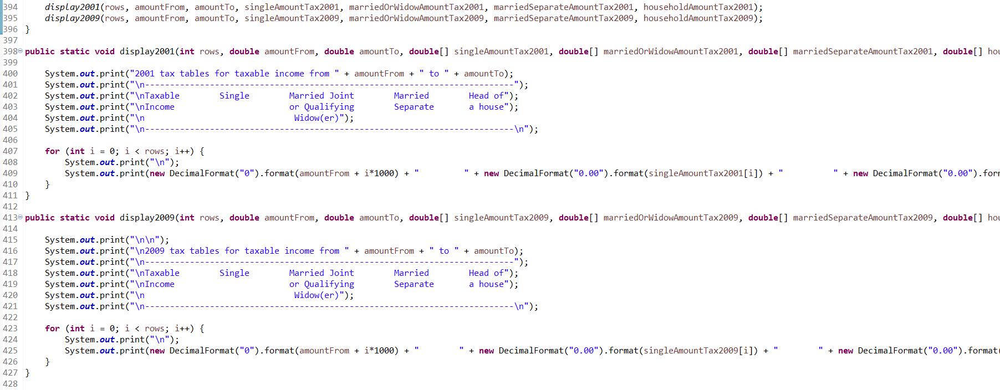 394     display2001(rows, amountFrom, amountTo, singleAmountTax2001, marriedOrWidowAmountTax2001, marriedSeparateAmountTax2001, householdAmountTax2001);
395     display2009(rows, amountFrom, amountTo, singleAmountTax2009, marriedOrWidowAmountTax2009, marriedSeparateAmountTax2009, householdAmountTax2009);
396 }
397
398 public static void display2001(int rows, double amountFrom, double amountTo, double[] singleAmountTax2001, double[] marriedOrWidowAmountTax2001, double[] marriedSeparateAmountTax2001, double[] hou
399
400     System.out.print("2001 tax tables for taxable income from " + amountFrom + " to " + amountTo);
401     System.out.print("\n--------------------------------------------------------------------------");
402     System.out.print("\nTaxable        Single        Married Joint        Married        Head of");
403     System.out.print("\nIncome                       or Qualifying        Separate       a house");
404     System.out.print("\n                              Widow(er)");
405     System.out.print("\n--------------------------------------------------------------------------\n");
406
407     for (int i = 0; i < rows; i++) {
408         System.out.print("\n");
409         System.out.print(new DecimalFormat("0").format(amountFrom + i*1000) + "         " + new DecimalFormat("0.00").format(singleAmountTax2001[i]) + "          " + new DecimalFormat("0.00").for
410     }
411 }
412
413 public static void display2009(int rows, double amountFrom, double amountTo, double[] singleAmountTax2009, double[] marriedOrWidowAmountTax2009, double[] marriedSeparateAmountTax2009, double[] hou
414
415     System.out.print("\n\n");
416     System.out.print("\n2009 tax tables for taxable income from " + amountFrom + " to " + amountTo);
417     System.out.print("\n--------------------------------------------------------------------------");
418     System.out.print("\nTaxable        Single        Married Joint        Married        Head of");
419     System.out.print("\nIncome                       or Qualifying        Separate       a house");
420     System.out.print("\n                              Widow(er)");
421     System.out.print("\n--------------------------------------------------------------------------\n");
422
423     for (int i = 0; i < rows; i++) {
424         System.out.print("\n");
425         System.out.print(new DecimalFormat("0").format(amountFrom + i*1000) + "        " + new DecimalFormat("0.00").format(singleAmountTax2009[i]) + "        " + new DecimalFormat("0.00").format(
426     }
427 }
428